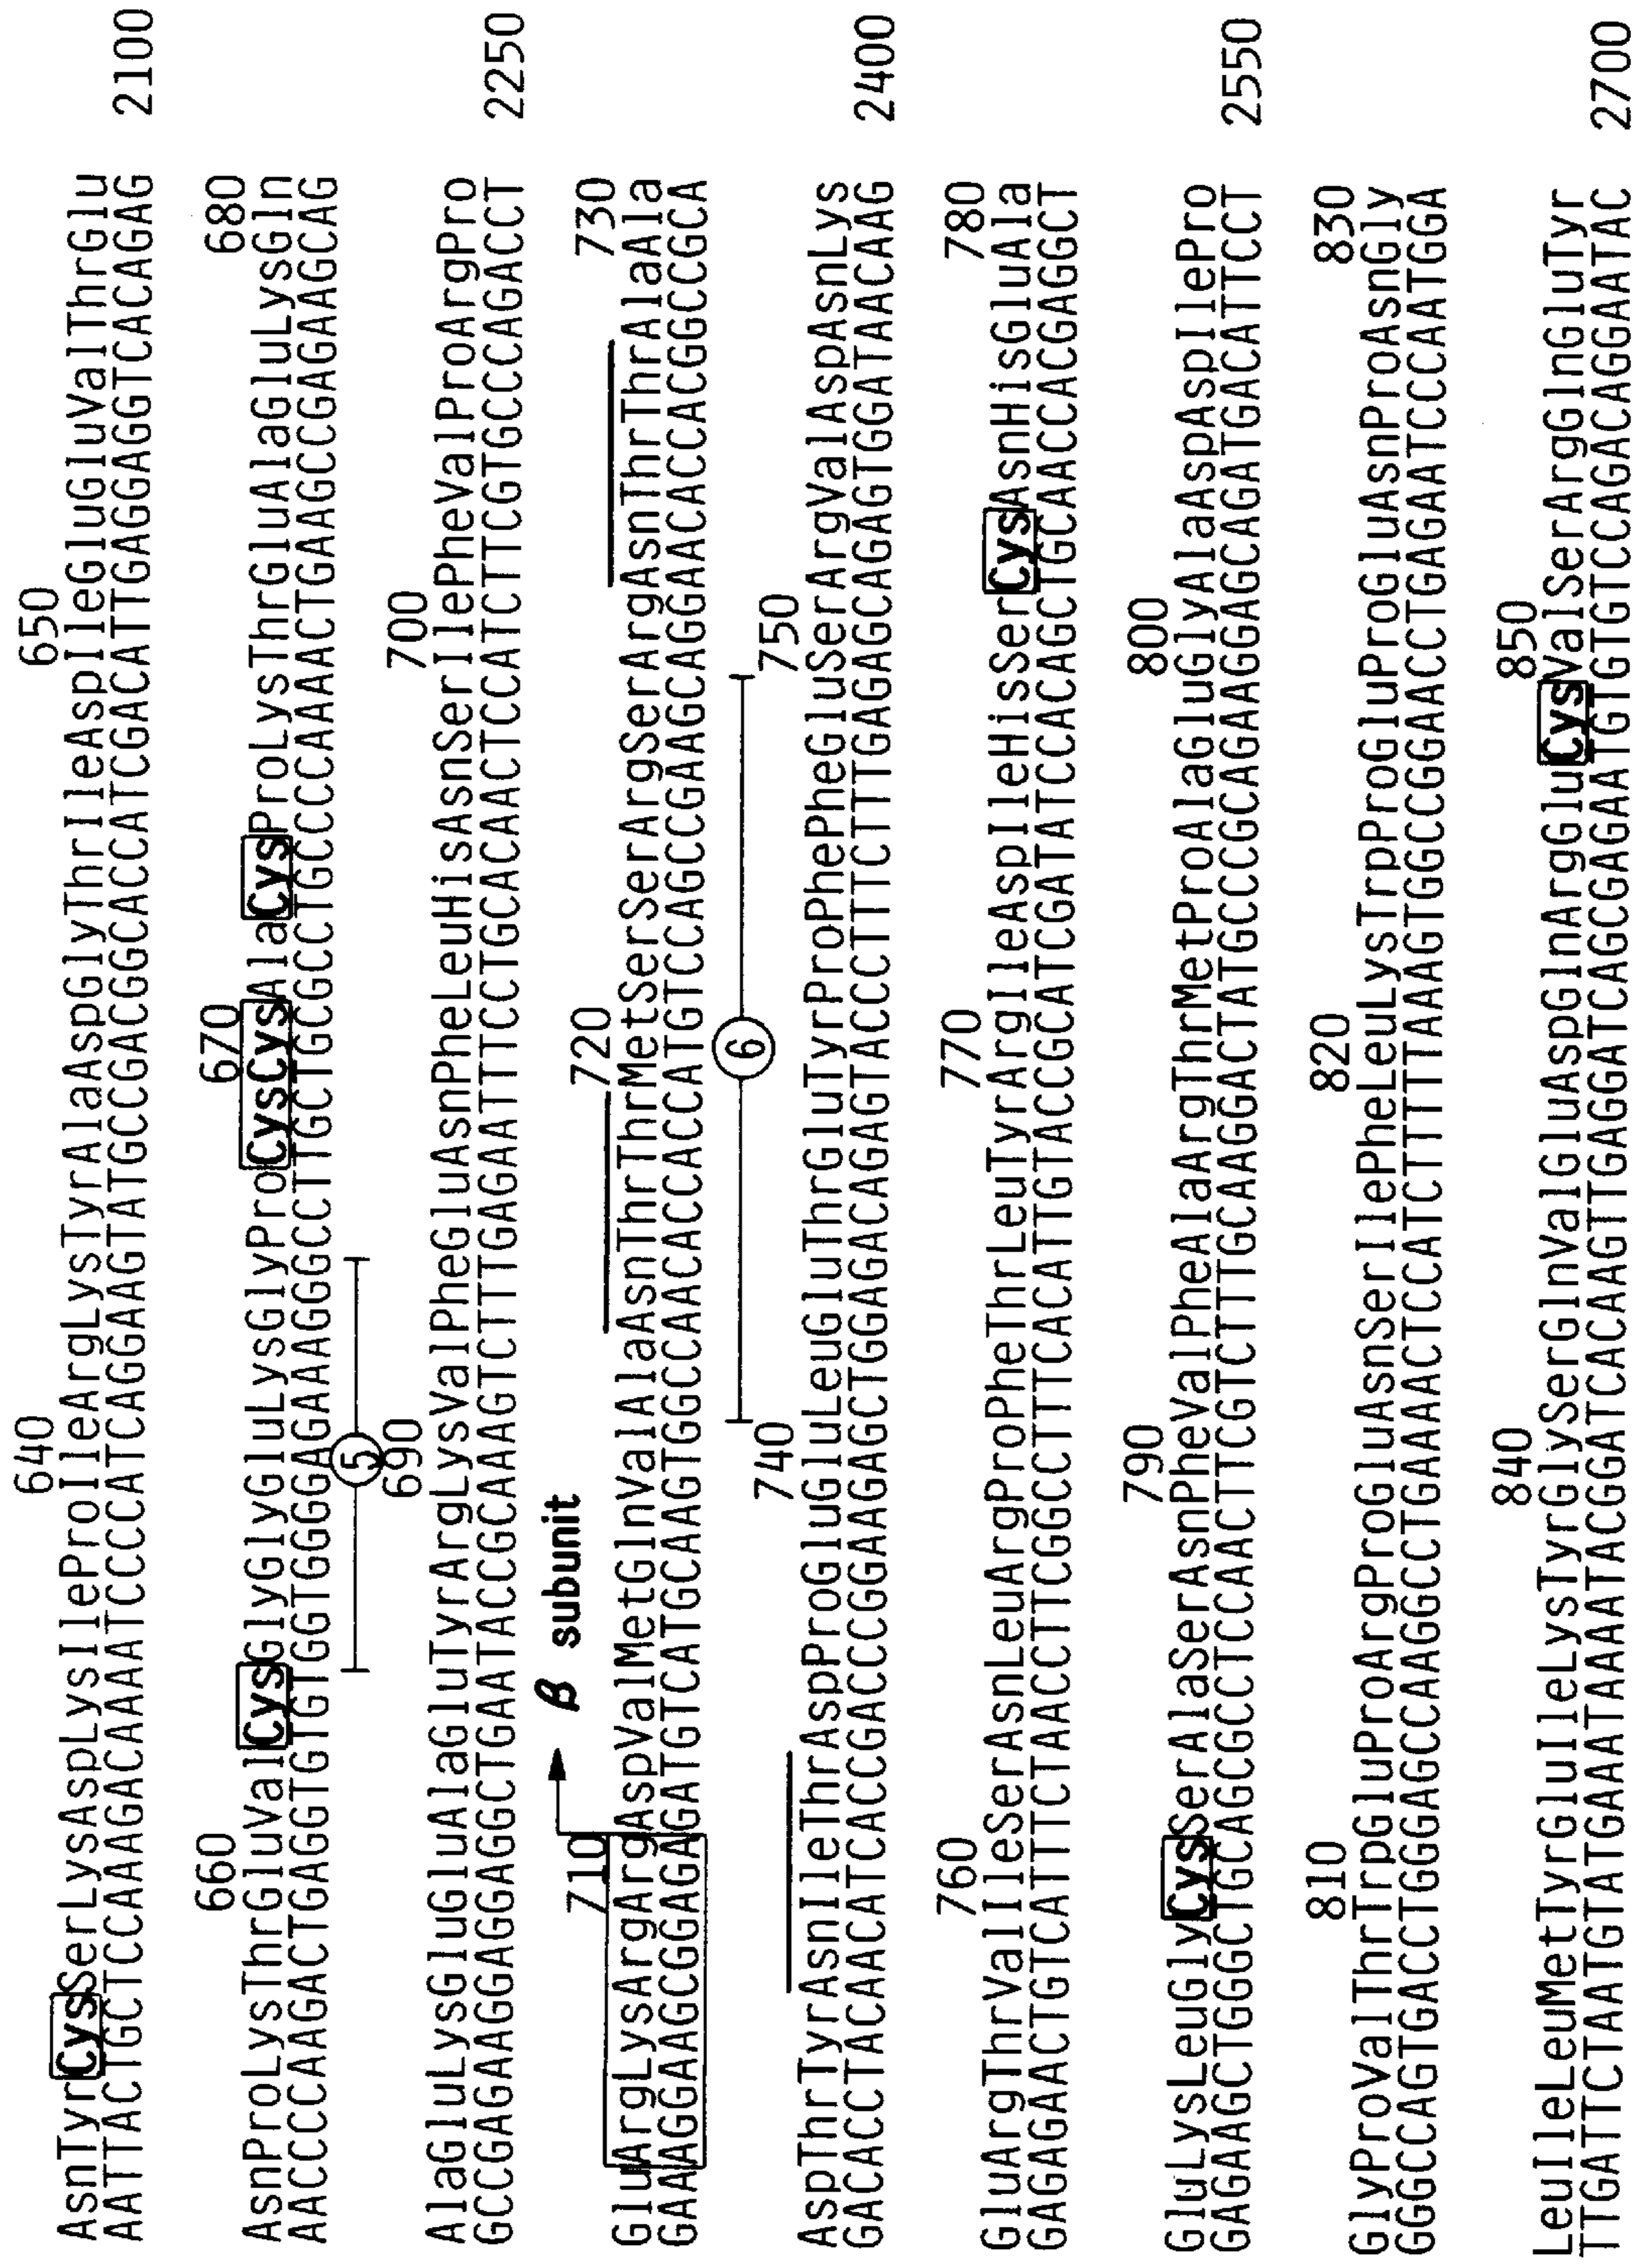 640 650
AsnTyrCysSerLysAspLysIleProIleArgLysTyrAlaAspGlyThrIleAspIleGluGluValThrGlu
AATTACTGCTCCAAAGACAAAATCCCCATCAGGAAGTATGCCGACGGCACCATCGACATTGAGGAGGTCACAGAG 2100
660 670 680
AsnProLysThrGluValCysGlyGlyGluLysGlyProCysCysAlaCysProLysThrGluAlaGluLysGln
AACCCCAAGACTGAGGTGTGTGGTGGGGAGAAAGGGCCTTGCTGCGCCTGCCCCAAAACTGAAGCCGAGAAGCAG
5
690 700
AlaGluLysGluGluAlaGluTyrArgLysValPheGluAsnPheLeuHisAsnSerIlePheValProArgPro
GCCGAGAAGGAGGAGGCTGAATACCGCAAAGTCTTTGAGAATTTCCTGCACAACTCCATCTTCGTGCCCAGACCT 2250
β subunit
710 720 730
GluArgLysArgArgAspValMetGlnValAlaAsnThrThrMetSerSerArgSerArgAsnThrThrAlaAla
GAAAGGAAGCGGAGAGATGTCATGCAAGTGGCCAACACCACCATGTCCAGCCGAAGCAGGAACACCACGGCCGCA
6
740 750
AspThrTyrAsnIleThrAspProGluGluLeuGluThrGluTyrProPhePheGluSerArgValAspAsnLys
GACACCTACAACATCACCGACCCGGAAGAGCTGGAGACAGAGTACCCTTTCTTTGAGAGCAGAGTGGATAACAAG 2400
760 770 780
GluArgThrValIleSerAsnLeuArgProPheThrLeuTyrArgIleAspIleHisSerCysAsnHisGluAla
GAGAGAACTGTCATTTCTAACCTTCGGCCTTTCACATTGTACCGCATCGATATCCACAGCTGCAACCACGAGGCT
790 800
GluLysLeuGlyCysSerAlaSerAsnPheValPheAlaArgThrMetProAlaGluGlyAlaAspAspIlePro
GAGAAGCTGGGCTGCAGCGCCTCCAACTTCGTCTTTGCAAGGACTATGCCCGCAGAAGGAGCAGATGACATTCCT 2550
810 820 830
GlyProValThrTrpGluProArgProGluAsnSerIlePheLeuLysTrpProGluProGluAsnProAsnGly
GGGCCAGTGACCTGGGAGCCAAGGCCTGAAAACTCCATCTTTTTAAAGTGGCCGGAACCTGAGAATCCCAATGGA
840 850
LeuIleLeuMetTyrGluIleLysTyrGlySerGlnValGluAspGlnArgGluCysValSerArgGlnGluTyr
TTGATTCTAATGTATGAAATAAAATACGGATCACAAGTTGAGGATCAGCGAGAATGTGTGTCCAGACAGGAATAC 2700